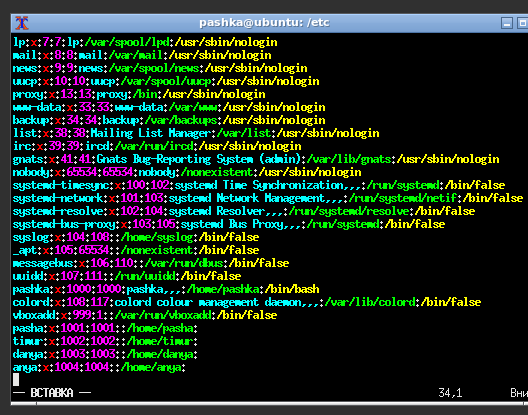 pashka@ubuntu: /etc
lp:x:7:7:lp:/var/spool/lpd:/usr/sbin/nologin
mail:x:8:8:mail:/var/mail:/usr/sbin/nologin
news:x:9:9:news:/var/spool/news:/usr/sbin/nologin
uucp:x:10:10:uucp:/var/spool/uucp:/usr/sbin/nologin
proxy:x:13:13:proxy:/bin:/usr/sbin/nologin
www-data:x:33:33:www-data:/var/www:/usr/sbin/nologin
backup:x:34:34:backup:/var/backups:/usr/sbin/nologin
list:x:38:38:Mailing List Manager:/var/list:/usr/sbin/nologin
irc:x:39:39:ircd:/var/run/ircd:/usr/sbin/nologin
gnats:x:41:41:Gnats Bug-Reporting System (admin):/var/lib/gnats:/usr/sbin/nologin
nobody:x:65534:65534:nobody:/nonexistent:/usr/sbin/nologin
systemd-timesync:x:100:102:systemd Time Synchronization,,,:/run/systemd:/bin/false
systemd-network:x:101:103:systemd Network Management,,,:/run/systemd/netif:/bin/false
systemd-resolve:x:102:104:systemd Resolver,,,:/run/systemd/resolve:/bin/false
systemd-bus-proxy:x:103:105:systemd Bus Proxy,,,:/run/systemd:/bin/false
syslog:x:104:108::/home/syslog:/bin/false
_apt:x:105:65534::/nonexistent:/bin/false
messagebus:x:106:110::/var/run/dbus:/bin/false
uuidd:x:107:111::/run/uuidd:/bin/false
pashka:x:1000:1000:pashka,,,:/home/pashka:/bin/bash
colord:x:108:117:colord colour management daemon,,,:/var/lib/colord:/bin/false
vboxadd:x:999:1::/var/run/vboxadd:/bin/false
pasha:x:1001:1001::/home/pasha:
timur:x:1002:1002::/home/timur:
danya:x:1003:1003::/home/danya:
anya:x:1004:1004::/home/anya:
-- ВСТАВКА -- 34,1 Вни